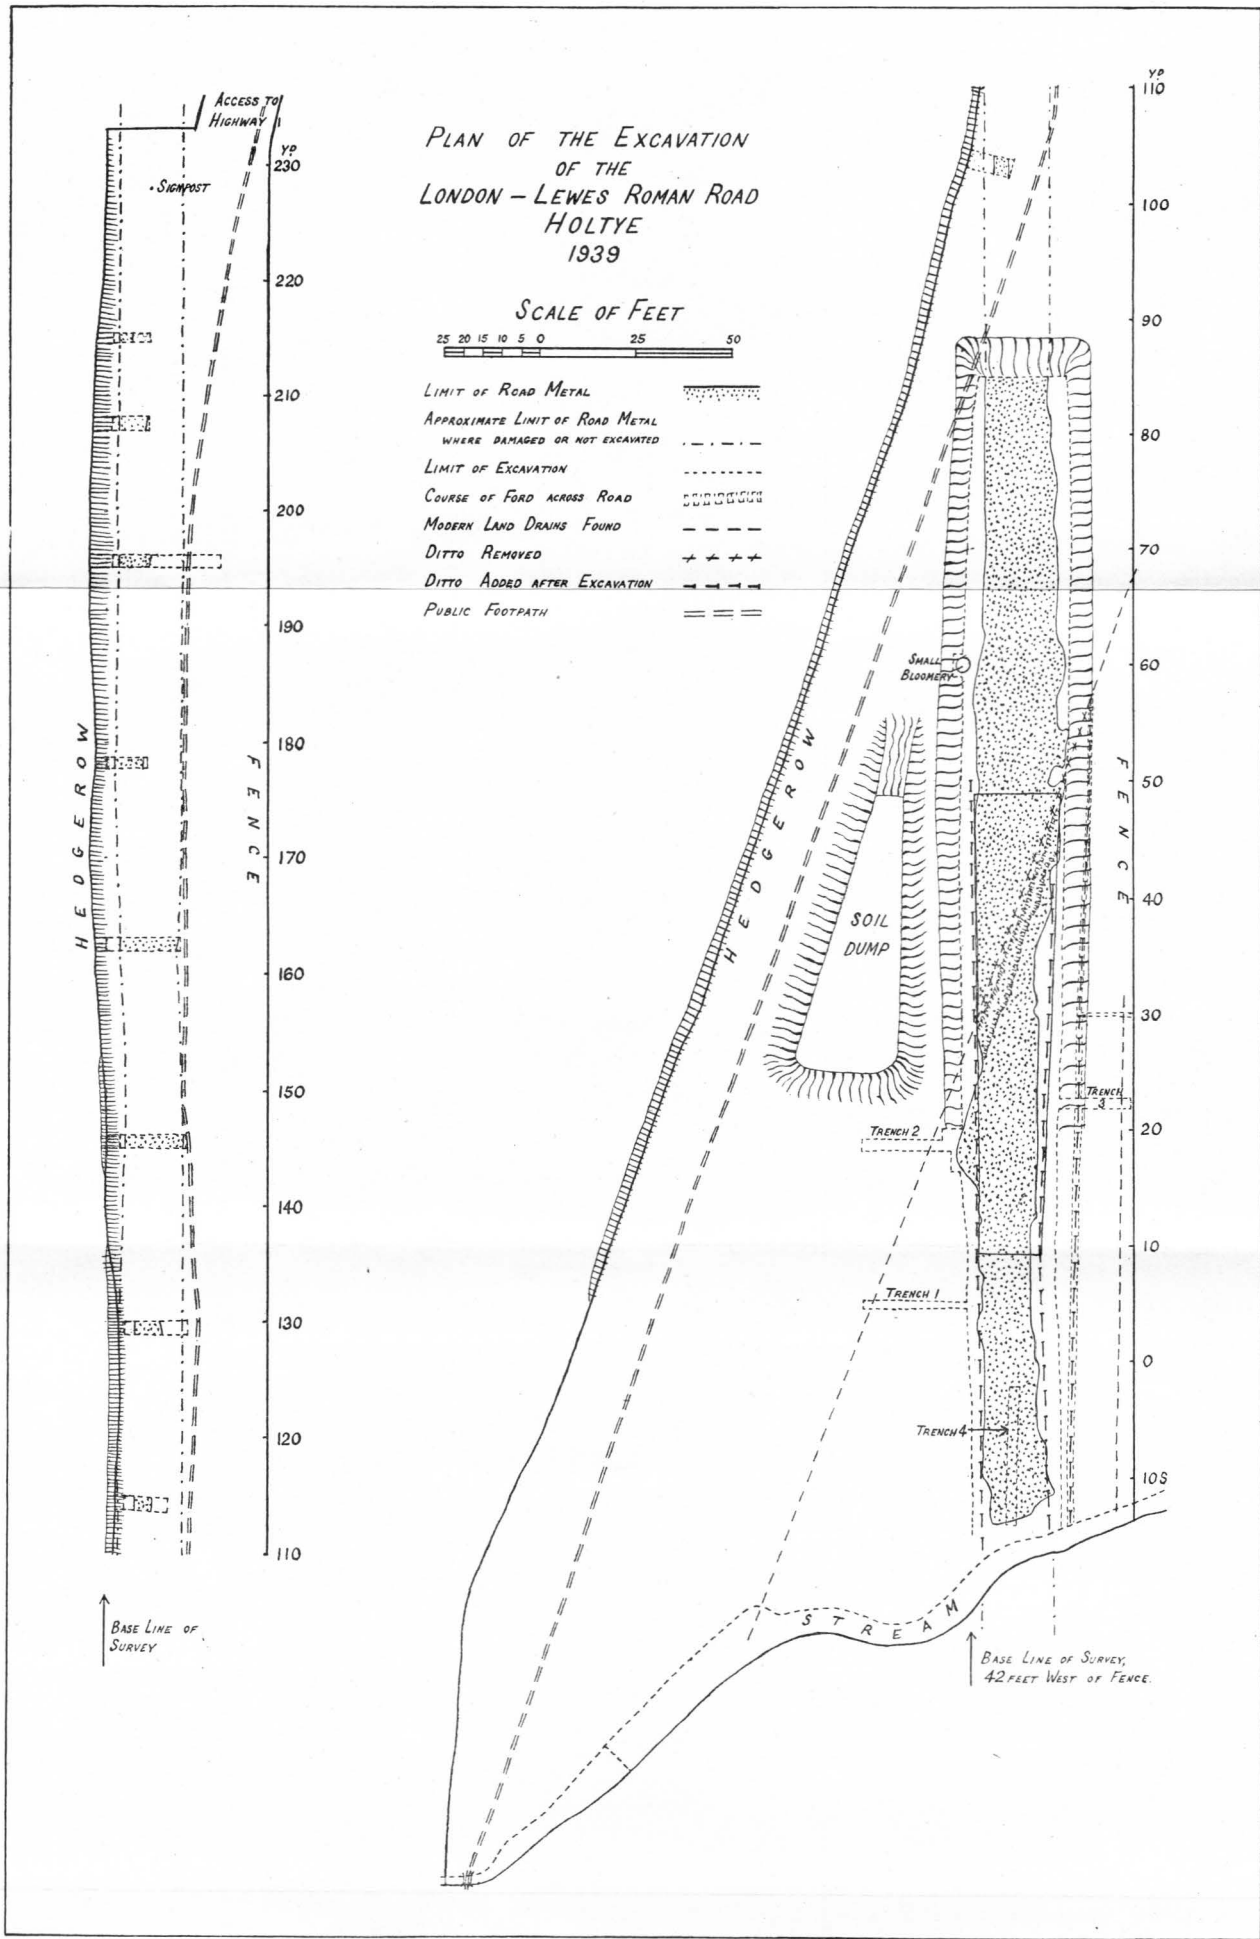 PLAN OF THE EXCAVATION
OF THE
LONDON – LEWES ROMAN ROAD
HOLTYE
1939
SCALE OF FEET
25 20 15 10 5 0 25 50
LIMIT OF ROAD METAL
APPROXIMATE LIMIT OF ROAD METAL
WHERE DAMAGED OR NOT EXCAVATED
LIMIT OF EXCAVATION
COURSE OF FORD ACROSS ROAD
MODERN LAND DRAINS FOUND
DITTO REMOVED
DITTO ADDED AFTER EXCAVATION
PUBLIC FOOTPATH
ACCESS TO
HIGHWAY
SIGNPOST
YD
230
220
210
200
190
180
170
160
150
140
130
120
110
HEDGEROW
FENCE
BASE LINE OF
SURVEY
YD
110
100
90
80
70
60
50
40
30
20
10
0
10S
HEDGEROW
SMALL
BLOOMERY
SOIL
DUMP
FENCE
TRENCH 2
TRENCH
3
TRENCH 1
TRENCH 4
STREAM
BASE LINE OF SURVEY,
42 FEET WEST OF FENCE.